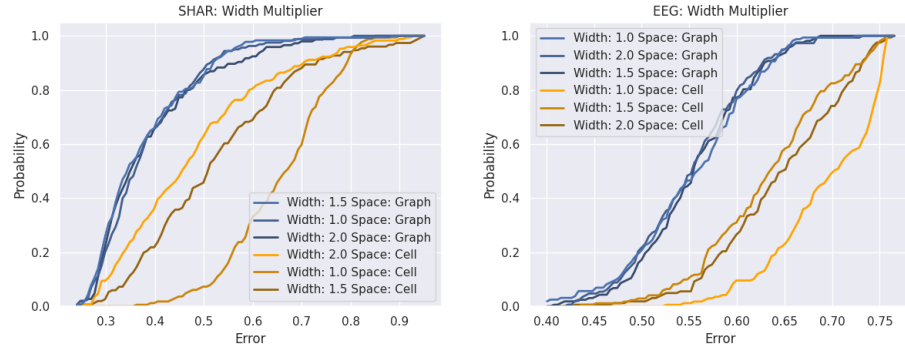 SHAR: Width Multiplier
1.0
0.8
0.6
0.4
0.2
0.0
Probability
Width: 1.5 Space: Graph
Width: 1.0 Space: Graph
Width: 2.0 Space: Graph
Width: 2.0 Space: Cell
Width: 1.0 Space: Cell
Width: 1.5 Space: Cell
0.3 0.4 0.5 0.6 0.7 0.8 0.9
Error
EEG: Width Multiplier
1.0
0.8
0.6
0.4
0.2
0.0
Probability
Width: 1.0 Space: Graph
Width: 2.0 Space: Graph
Width: 1.5 Space: Graph
Width: 1.0 Space: Cell
Width: 1.5 Space: Cell
Width: 2.0 Space: Cell
0.40 0.45 0.50 0.55 0.60 0.65 0.70 0.75
Error